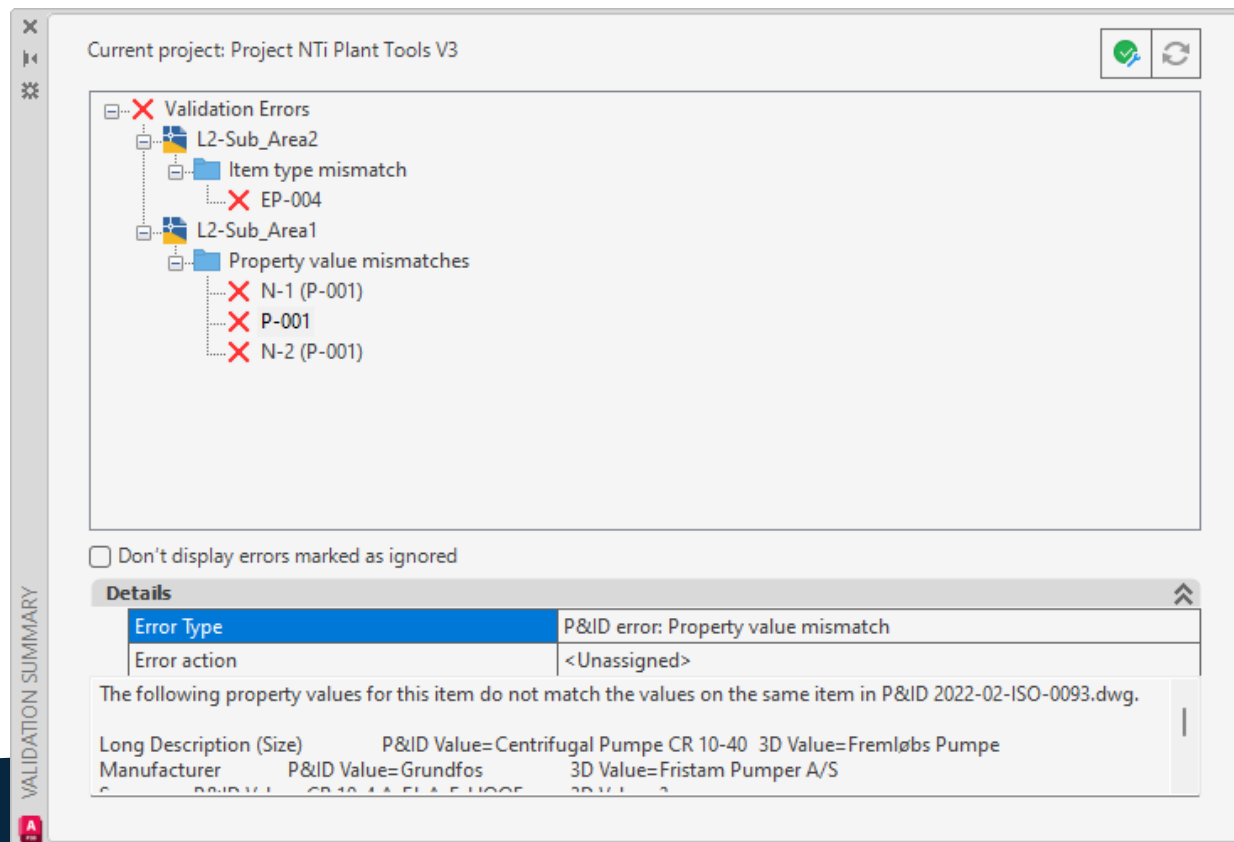 Current project: Project NTi Plant Tools V3
Validation Errors
L2-Sub_Area2
Item type mismatch
EP-004
L2-Sub_Area1
Property value mismatches
N-1 (P-001)
P-001
N-2 (P-001)
Don't display errors marked as ignored
Details
Error Type P&ID error: Property value mismatch
Error action <Unassigned>
The following property values for this item do not match the values on the same item in P&ID 2022-02-ISO-0093.dwg.
Long Description (Size) P&ID Value=Centrifugal Pumpe CR 10-40 3D Value=Fremløbs Pumpe
Manufacturer P&ID Value=Grundfos 3D Value=Fristam Pumper A/S
VALIDATION SUMMARY
A